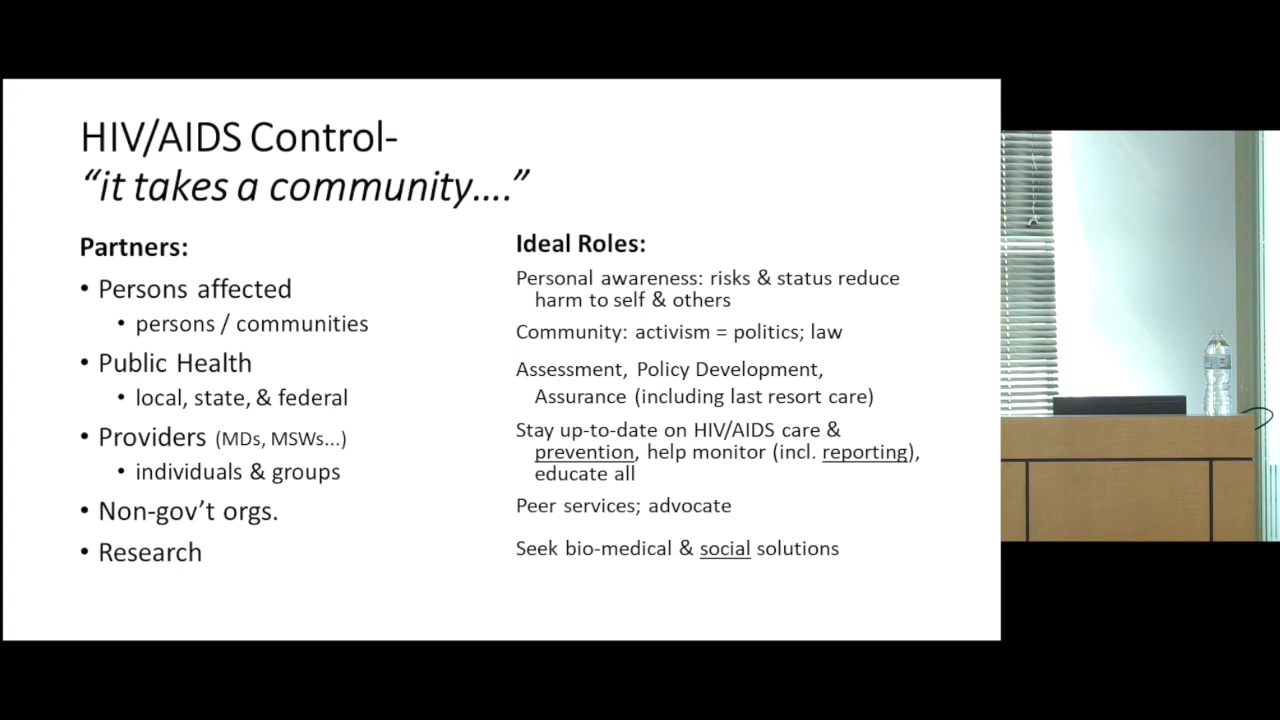 HIV/AIDS Control-
“it takes a community....”
Partners:
• Persons affected
• persons / communities
• Public Health
• local, state, & federal
• Providers (MDs, MSWs...)
• individuals & groups
• Non-gov’t orgs.
• Research
Ideal Roles:
Personal awareness: risks & status reduce
harm to self & others
Community: activism = politics; law
Assessment, Policy Development,
Assurance (including last resort care)
Stay up-to-date on HIV/AIDS care &
prevention, help monitor (incl. reporting),
educate all
Peer services; advocate
Seek bio-medical & social solutions